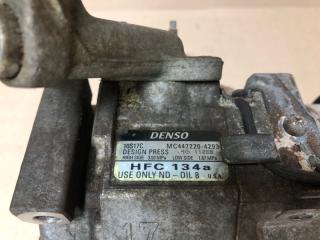 DENSO
10S17C MC447220-4293
DESIGN PRESS
HIGH SIDE LOW SIDE
HFC 134a
USE ONLY ND-OIL 8 U.S.A.